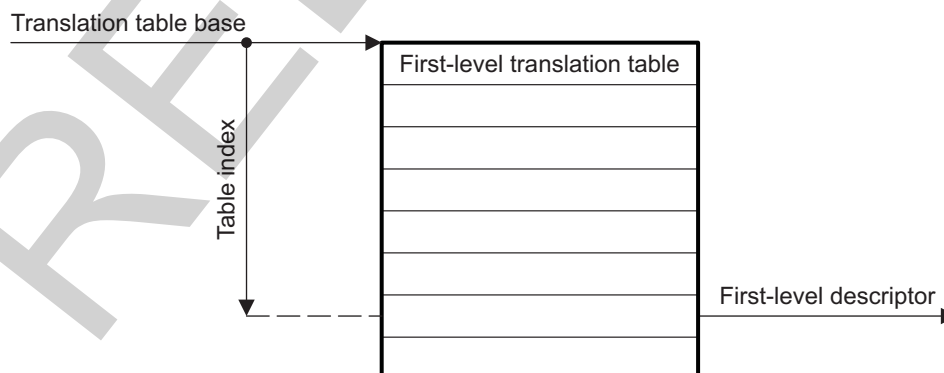 Translation table base
First-level translation table
Table index
First-level descriptor